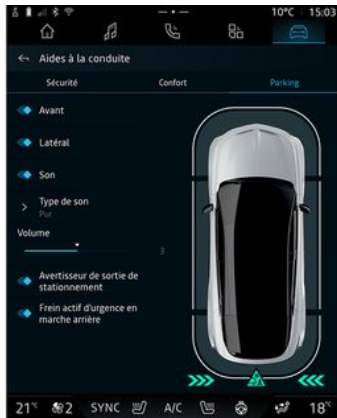 10°C 15:03
Aides à la conduite
Sécurité Confort Parking
Avant
Latéral
Son
Type de son
Pur
Volume
3
Avertisseur de sortie de
stationnement
Frein actif d'urgence en
marche arrière
21°C 2 SYNC A/C 18°C